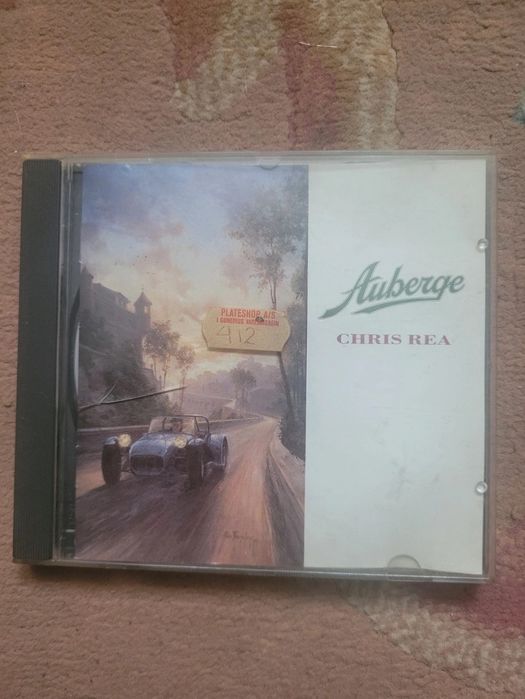 PLATESHOP A/S
412
Auberge
CHRIS REA